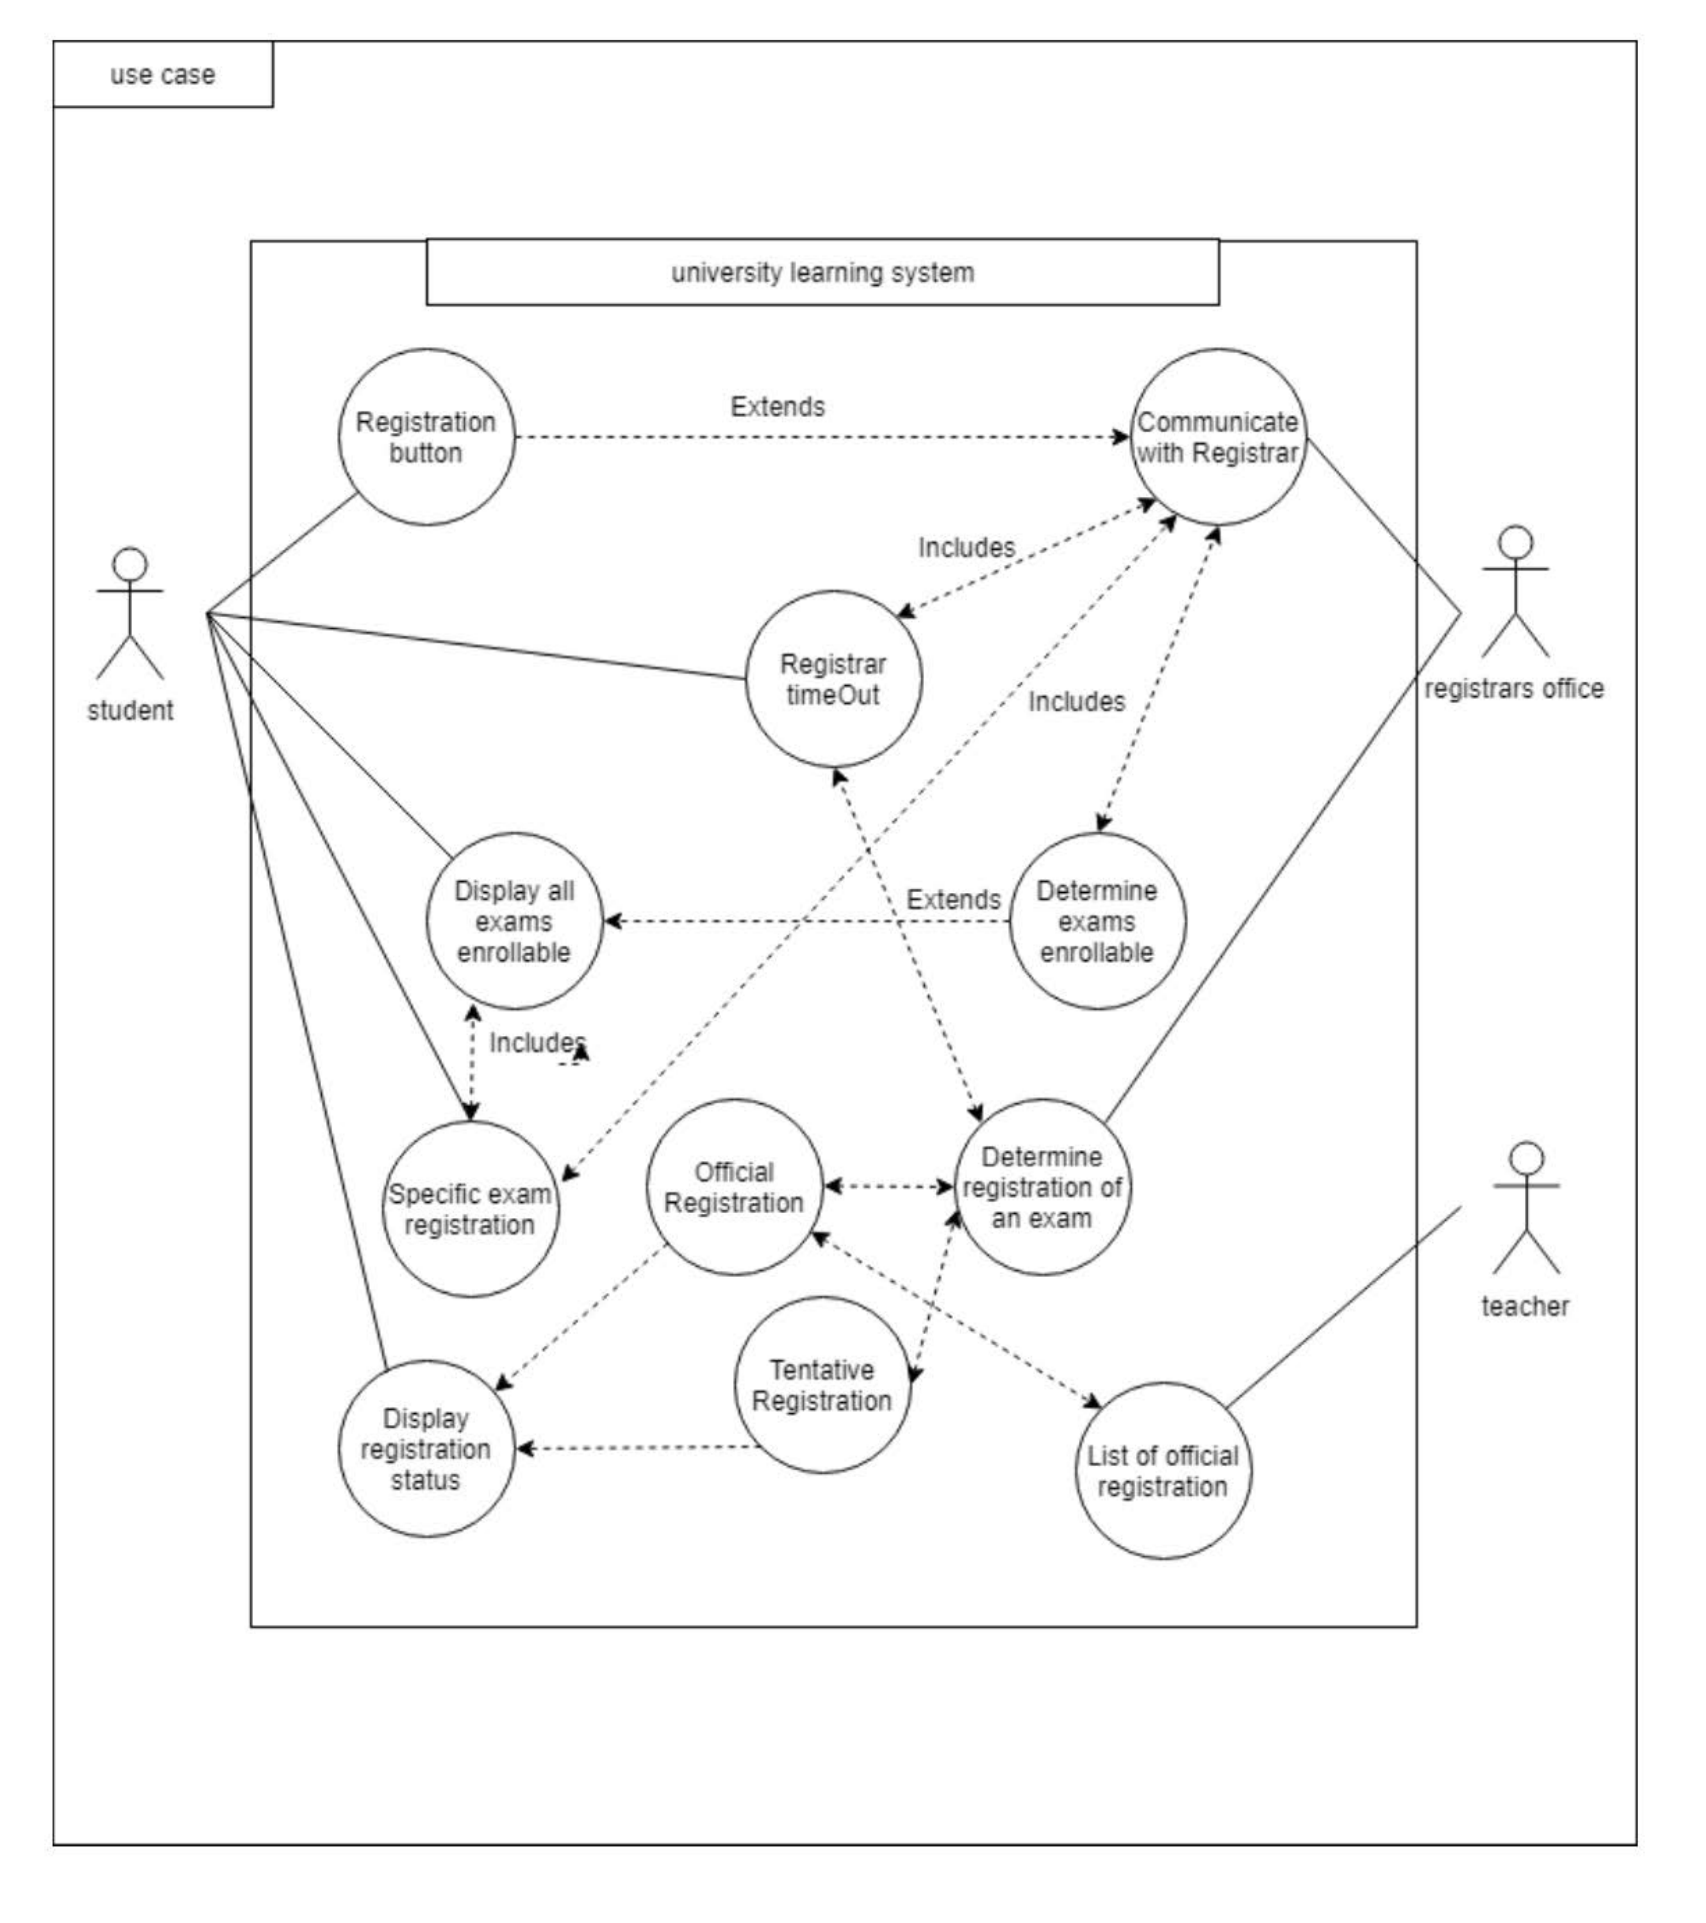 use case
university learning system
Registration
button
Extends
Communicate
with Registrar
Includes
student
Registrar
timeOut
Includes
registrars office
Display all
exams
enrollable
Extends
Determine
exams
enrollable
Includes
Specific exam
registration
Official
Registration
Determine
registration of
an exam
teacher
Tentative
Registration
Display
registration
status
List of official
registration